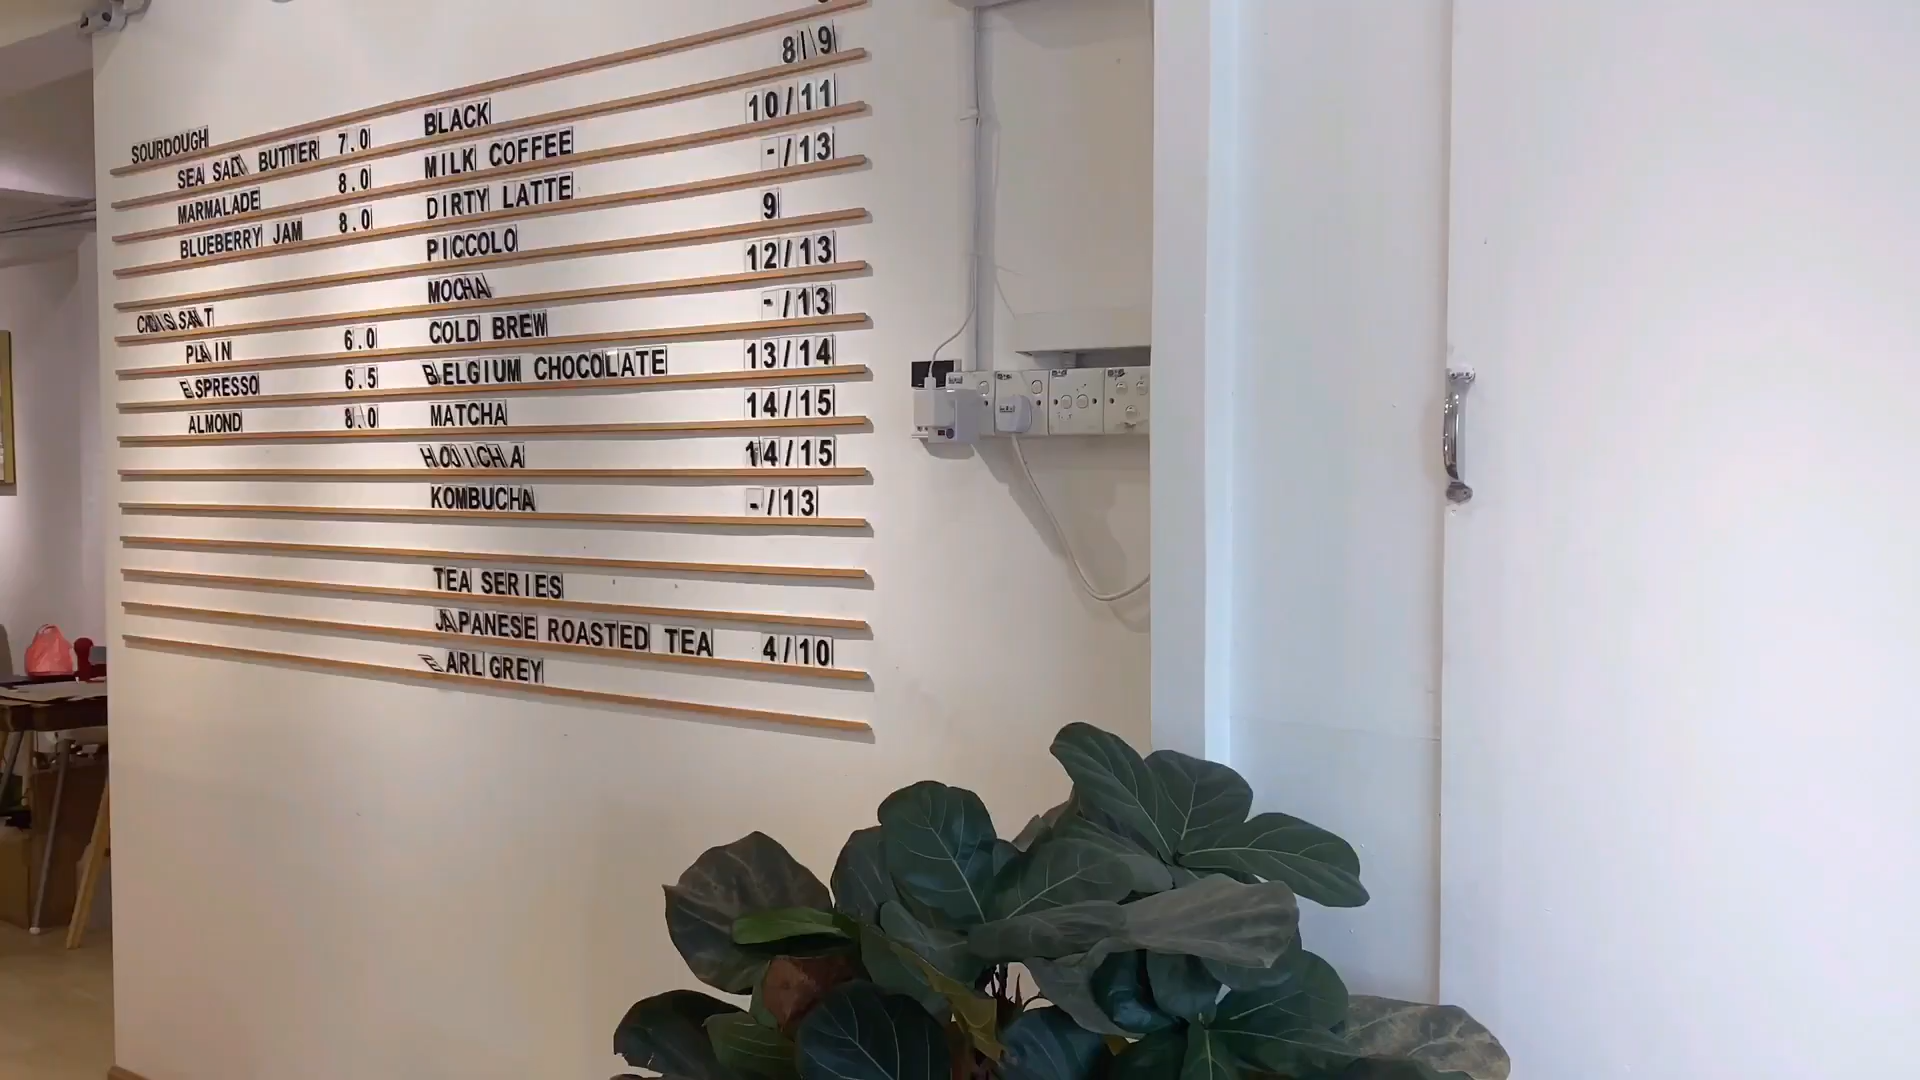 SOURDOUGH
SEA SALT BUTTER 7.0
MARMALADE 8.0
BLUEBERRY JAM 8.0
PLAIN 6.0
ESPRESSO 6.5
ALMOND 8.0
BLACK 8/9
MILK COFFEE 10/11
DIRTY LATTE -/13
PICCOLO 9
MOCHA 12/13
COLD BREW -/13
BELGIUM CHOCOLATE 13/14
MATCHA 14/15
HOJICHA 14/15
KOMBUCHA -/13
TEA SERIES
JAPANESE ROASTED TEA 4/10
EARL GREY